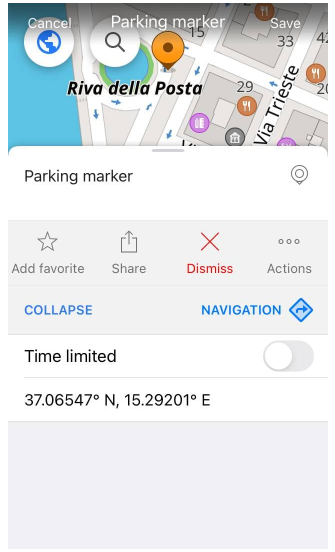 Cancel
Parking marker
Save
15
33
Riva della Posta
29
Via Trieste
Parking marker
Add favorite
Share
Dismiss
Actions
COLLAPSE
NAVIGATION
Time limited
37.06547° N, 15.29201° E